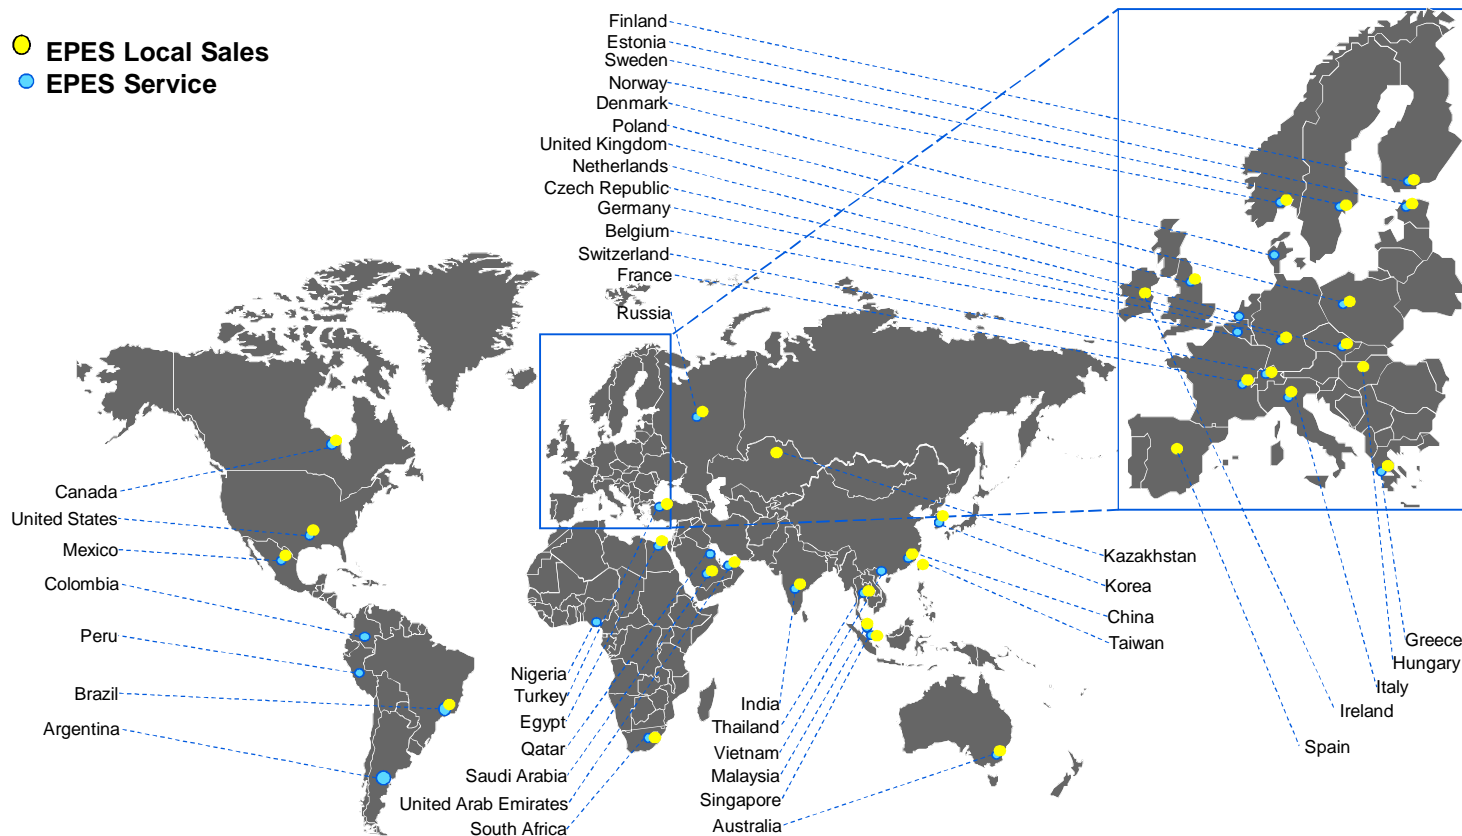 EPES Local Sales
EPES Service
Finland
Estonia
Sweden
Norway
Denmark
Poland
United Kingdom
Netherlands
Czech Republic
Germany
Belgium
Switzerland
France
Russia
Canada
United States
Mexico
Colombia
Peru
Brazil
Argentina
Nigeria
Turkey
Egypt
Qatar
Saudi Arabia
United Arab Emirates
South Africa
India
Thailand
Vietnam
Malaysia
Singapore
Australia
Kazakhstan
Korea
China
Taiwan
Greece
Hungary
Italy
Ireland
Spain